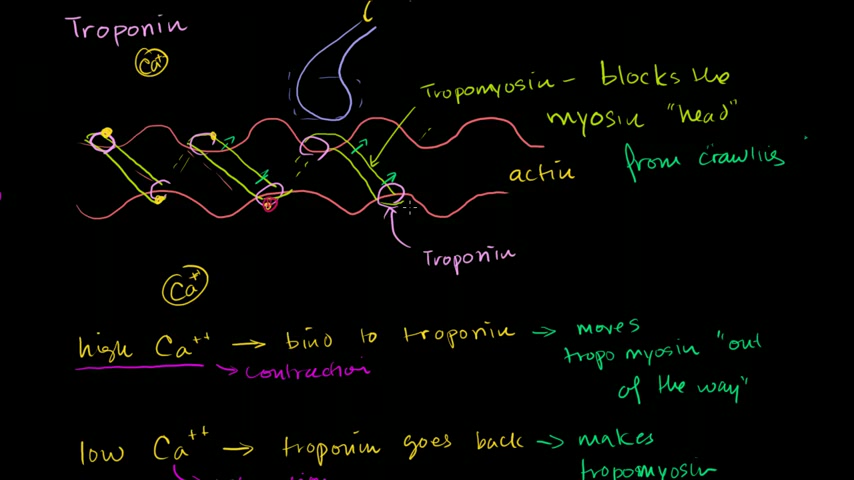 Troponin
Ca++
Tropomyosin - blocks the
myosin "head"
from crawling
actin
Troponin
Ca++
high Ca++ → bind to troponin → moves
tropomyosin "out
of the way"
→ contraction
low Ca++ → troponin goes back → makes
tropomyosin